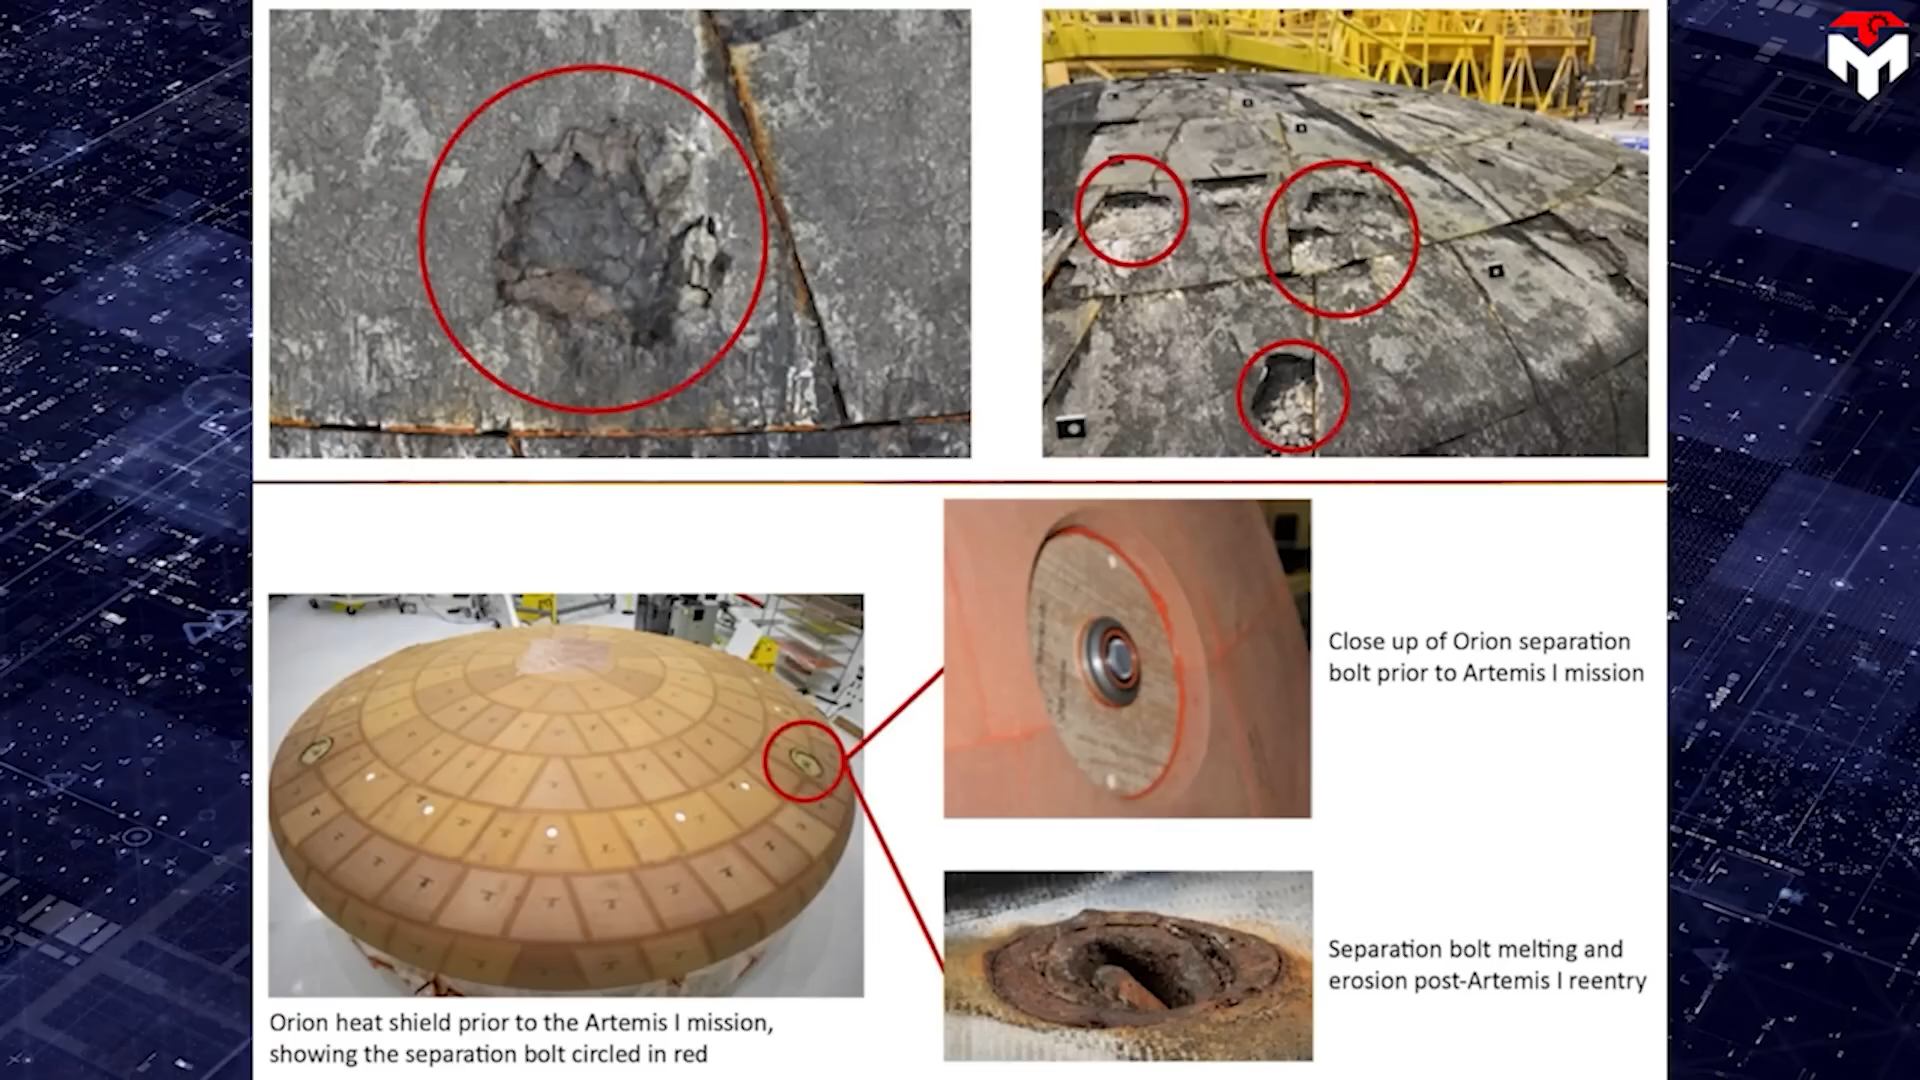 Close up of Orion separation
bolt prior to Artemis I mission
Separation bolt melting and
erosion post-Artemis I reentry
Orion heat shield prior to the Artemis I mission,
showing the separation bolt circled in red